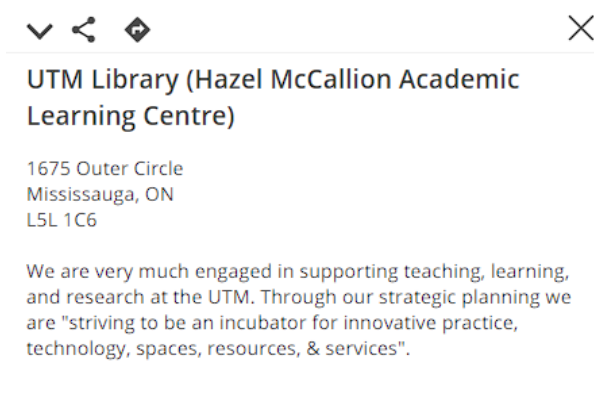 UTM Library (Hazel McCallion Academic
Learning Centre)
1675 Outer Circle
Mississauga, ON
L5L 1C6
We are very much engaged in supporting teaching, learning,
and research at the UTM. Through our strategic planning we
are "striving to be an incubator for innovative practice,
technology, spaces, resources, & services".